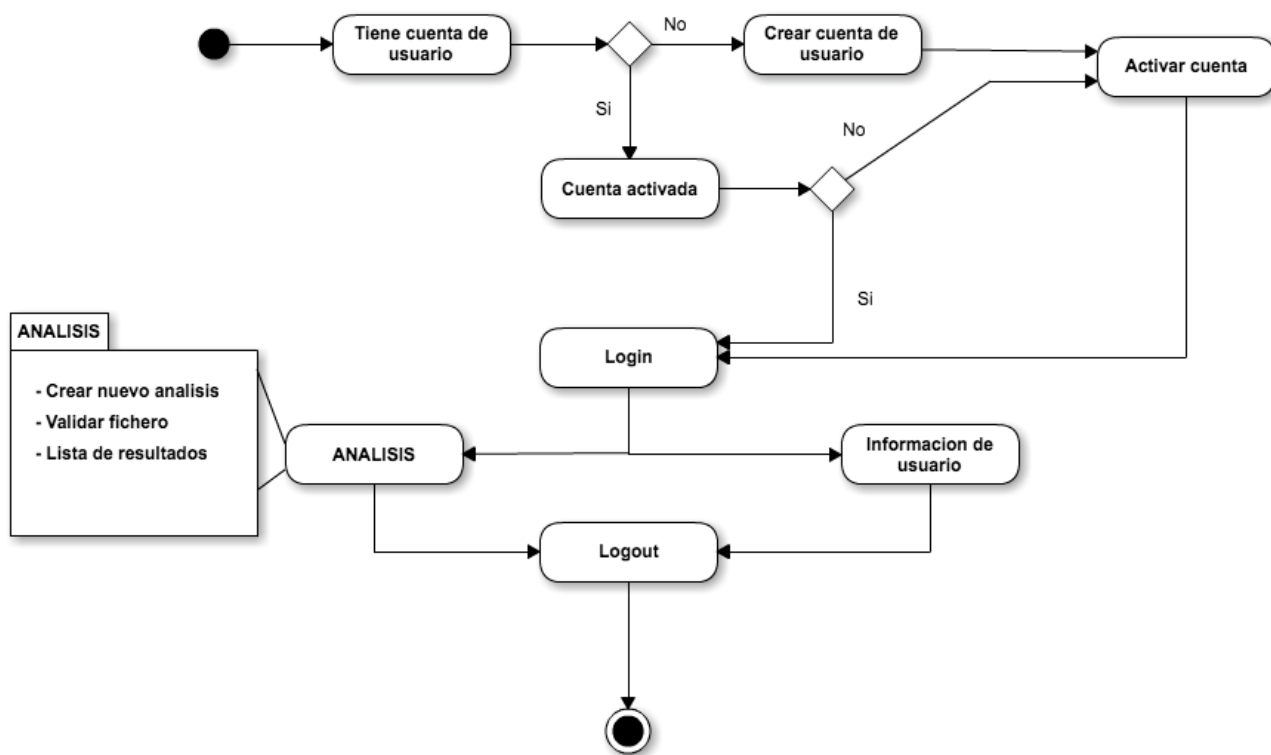 Tiene cuenta de
usuario
No
Crear cuenta de
usuario
Activar cuenta
Si
No
Cuenta activada
Si
ANALISIS
- Crear nuevo analisis
- Validar fichero
- Lista de resultados
Login
ANALISIS
Informacion de
usuario
Logout